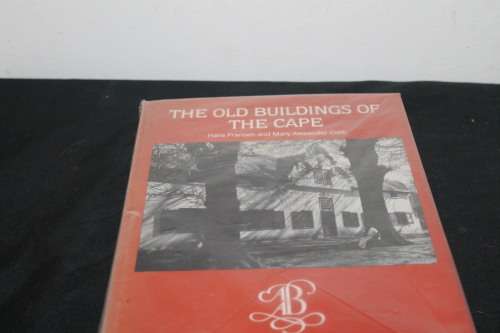 THE OLD BUILDINGS OF
THE CAPE
Hans Fransen and Mary Alexander Cook
B